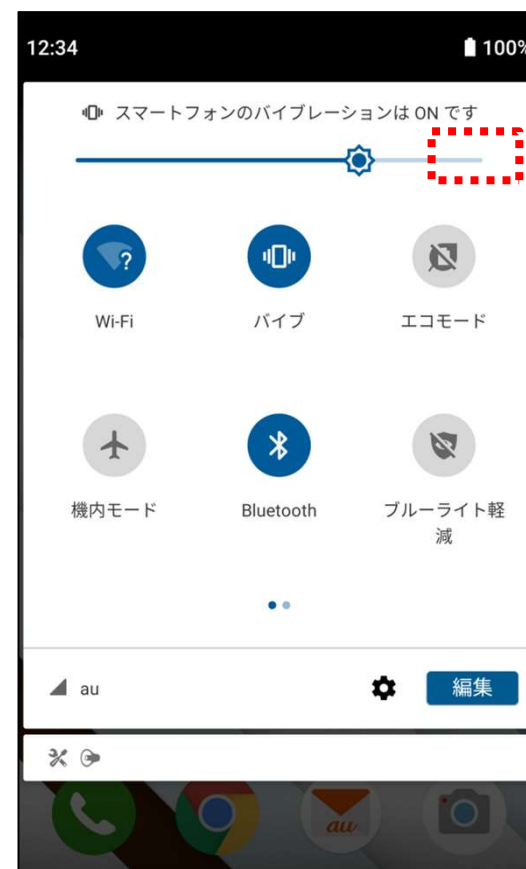 12:34 100%
スマートフォンのバイブレーションは ON です
Wi-Fi バイブ エコモード
機内モード Bluetooth ブルーライト軽
減
au 編集
au